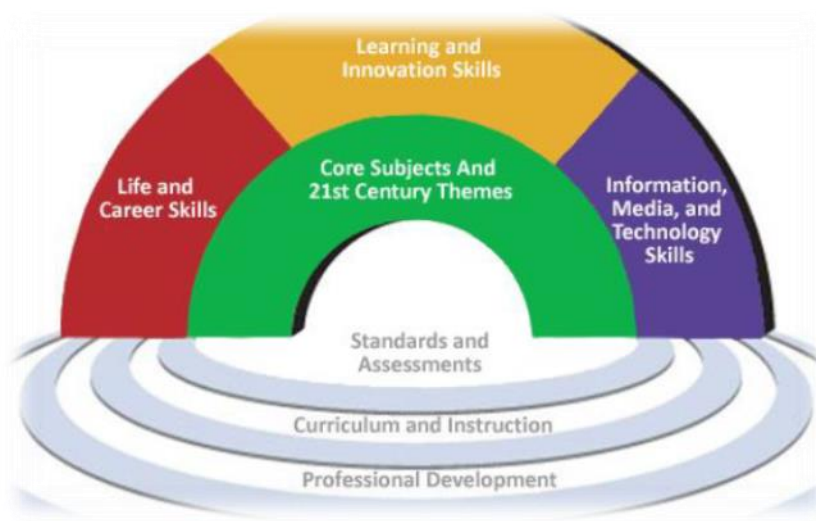 Learning and
Innovation Skills
Life and
Career Skills
Core Subjects And
21st Century Themes
Information,
Media, and
Technology
Skills
Standards and
Assessments
Curriculum and Instruction
Professional Development